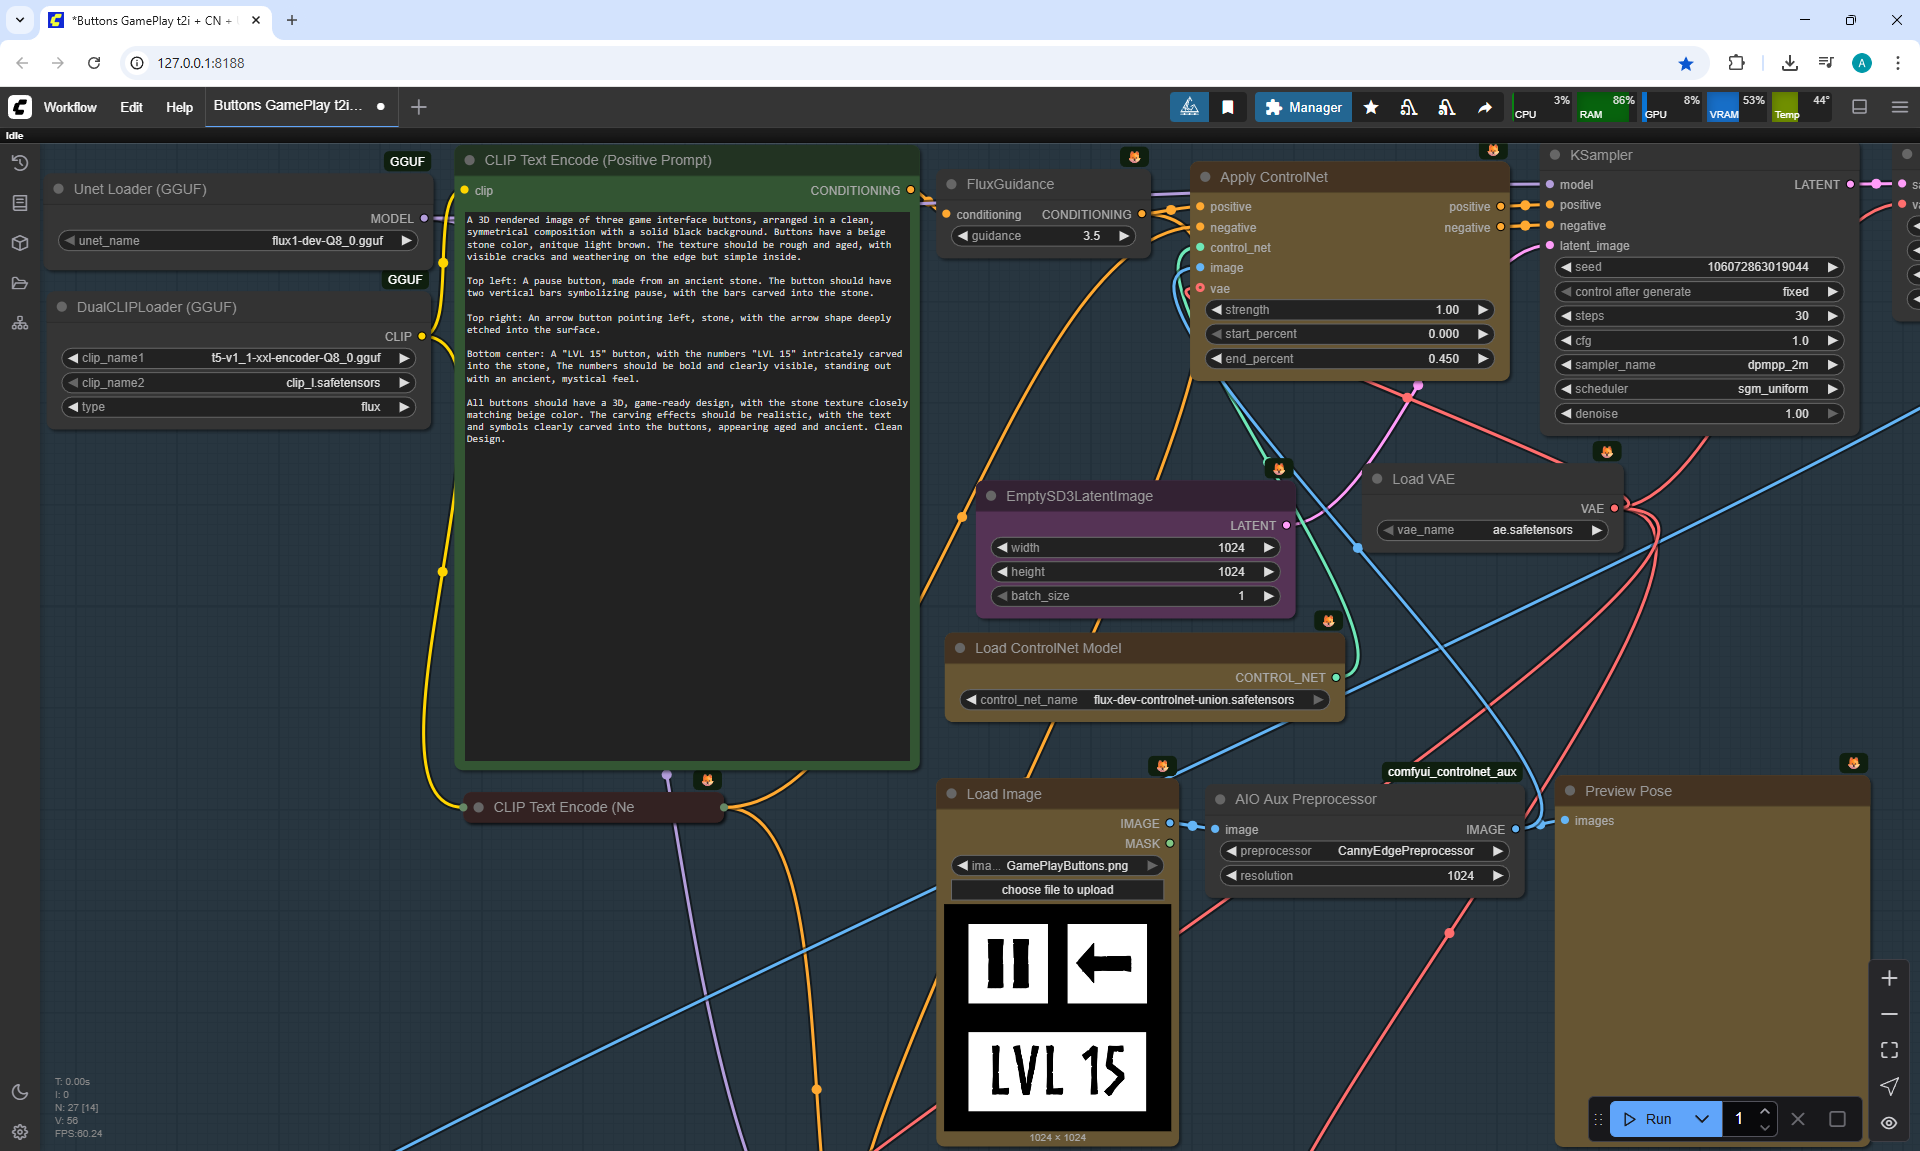 *Buttons GamePlay t2i + CN +
127.0.0.1:8188
A
Workflow
Edit
Help
Buttons GamePlay t2i...
Manager
CPU
3%
RAM
86%
GPU
8%
VRAM
53%
Temp
44°
Idle
GGUF
Unet Loader (GGUF)
MODEL
unet_name
flux1-dev-Q8_0.gguf
GGUF
DualCLIPLoader (GGUF)
CLIP
clip_name1
t5-v1_1-xxl-encoder-Q8_0.gguf
clip_name2
clip_l.safetensors
type
flux
CLIP Text Encode (Positive Prompt)
clip
CONDITIONING
A 3D rendered image of three game interface buttons, arranged in a clean,
symmetrical composition with a solid black background. Buttons have a beige
stone color, anitque light brown. The texture should be rough and aged, with
visible cracks and weathering on the edge but simple inside.
Top left: A pause button, made from an ancient stone. The button should have
two vertical bars symbolizing pause, with the bars carved into the stone.
Top right: An arrow button pointing left, stone, with the arrow shape deeply
etched into the surface.
Bottom center: A "LVL 15" button, with the numbers "LVL 15" intricately carved
into the stone, The numbers should be bold and clearly visible, standing out
with an ancient, mystical feel.
All buttons should have a 3D, game-ready design, with the stone texture closely
matching beige color. The carving effects should be realistic, with the text
and symbols clearly carved into the buttons, appearing aged and ancient. Clean
Design.
CLIP Text Encode (Ne
FluxGuidance
conditioning
CONDITIONING
guidance
3.5
Apply ControlNet
positive
positive
negative
negative
control_net
image
vae
strength
1.00
start_percent
0.000
end_percent
0.450
KSampler
model
LATENT
positive
negative
latent_image
seed
106072863019044
control after generate
fixed
steps
30
cfg
1.0
sampler_name
dpmpp_2m
scheduler
sgm_uniform
denoise
1.00
EmptySD3LatentImage
LATENT
width
1024
height
1024
batch_size
1
Load VAE
VAE
vae_name
ae.safetensors
Load ControlNet Model
CONTROL_NET
control_net_name
flux-dev-controlnet-union.safetensors
Load Image
IMAGE
MASK
ima...
GamePlayButtons.png
choose file to upload
LVL 15
1024 × 1024
comfyui_controlnet_aux
AIO Aux Preprocessor
image
IMAGE
preprocessor
CannyEdgePreprocessor
resolution
1024
Preview Pose
images
T: 0.00s
I: 0
N: 27 [14]
V: 56
FPS:60.24
Run
1